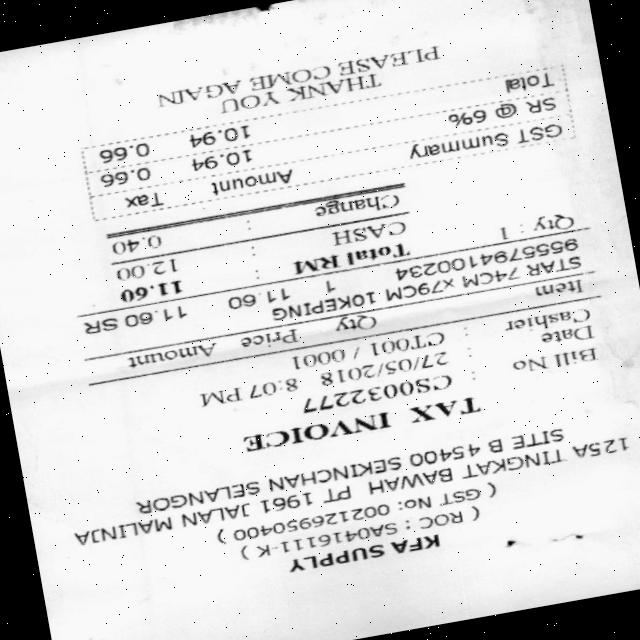 KFA SUPPLY
( ROC : SA0416111-K )
( GST No: 002126950400 )
125A TINGKAT BAWAH PT 1961 JALAN MALINJA
SITE B 45400 SEKINCHAN SELANGOR
TAX INVOICE
Bill No : CS0032277
Date : 27/05/2018 8:07 PM
Cashier : CT001 / 0001
Item Qty Price Amount
STAR 74CM x79CM 10KEPING
9555794100234 1 11.60 11.60 SR
Qty : 1 Total RM : 11.60
CASH : 12.00
Change : 0.40
GST Summary Amount Tax
SR @ 6% 10.94 0.66
Total 10.94 0.66
THANK YOU
PLEASE COME AGAIN